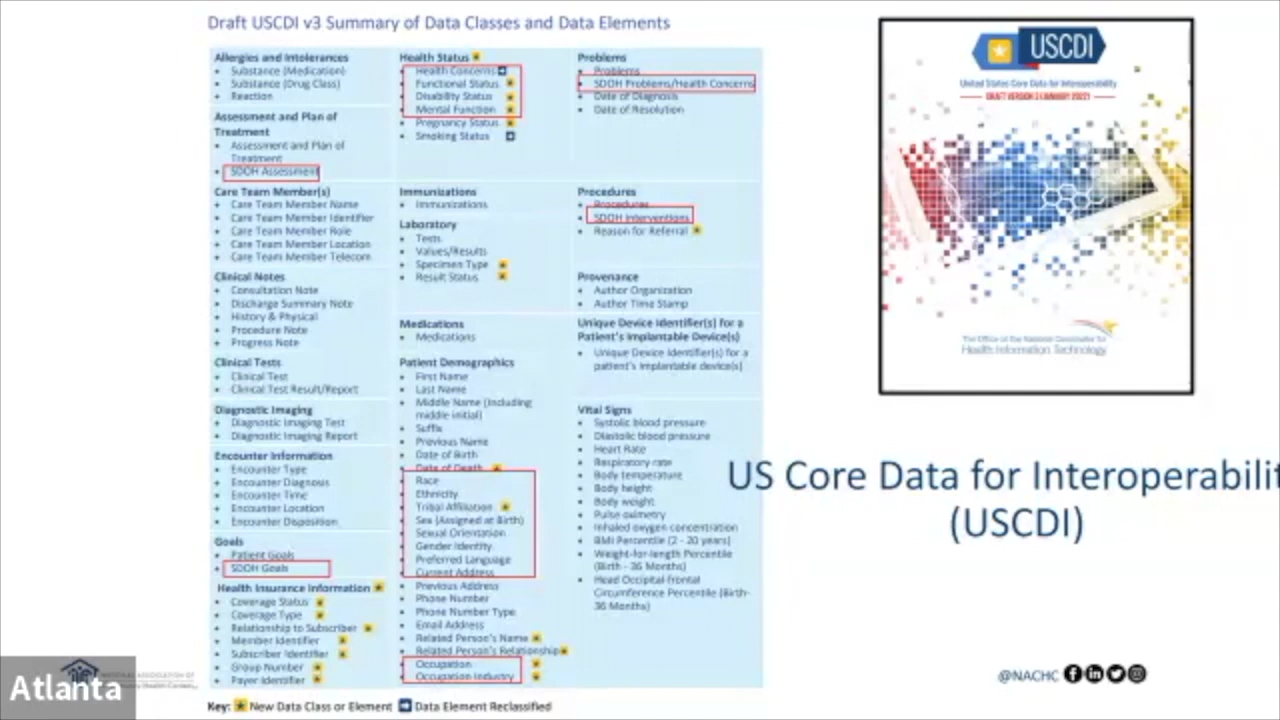 Draft USCDI v3 Summary of Data Classes and Data Elements
Allergies and Intolerances
• Substance (Medication)
• Substance (Drug Class)
• Reaction
Assessment and Plan of
Treatment
• Assessment and Plan of
Treatment
• SDOH Assessment
Care Team Member(s)
• Care Team Member Name
• Care Team Member Identifier
• Care Team Member Role
• Care Team Member Location
• Care Team Member Telecom
Clinical Notes
• Consultation Note
• Discharge Summary Note
• History & Physical
• Procedure Note
• Progress Note
Clinical Tests
• Clinical Test
• Clinical Test Result/Report
Diagnostic Imaging
• Diagnostic Imaging Test
• Diagnostic Imaging Report
Encounter Information
• Encounter Type
• Encounter Diagnosis
• Encounter Time
• Encounter Location
• Encounter Disposition
Goals
• Patient Goals
• SDOH Goals
Health Insurance Information
• Coverage Status
• Coverage Type
• Relationship to Subscriber
• Member Identifier
• Subscriber Identifier
• Group Number
• Payer Identifier
Health Status
• Health Concerns
• Functional Status
• Disability Status
• Mental Function
• Pregnancy Status
• Smoking Status
Immunizations
• Immunizations
Laboratory
• Tests
• Values/Results
• Specimen Type
• Result Status
Medications
• Medications
Patient Demographics
• First Name
• Last Name
• Middle Name (Including
middle initial)
• Suffix
• Previous Name
• Date of Birth
• Date of Death
• Race
• Ethnicity
• Tribal Affiliation
• Sex (Assigned at Birth)
• Sexual Orientation
• Gender Identity
• Preferred Language
• Current Address
• Previous Address
• Phone Number
• Phone Number Type
• Email Address
• Related Person's Name
• Related Person's Relationship
• Occupation
• Occupation Industry
Problems
• Problems
• SDOH Problems/Health Concerns
• Date of Diagnosis
• Date of Resolution
Procedures
• Procedures
• SDOH Interventions
• Reason for Referral
Provenance
• Author Organization
• Author Time Stamp
Unique Device Identifier(s) for a
Patient's Implantable Device(s)
• Unique Device Identifier(s) for a
patient's implantable device(s)
Vital Signs
• Systolic blood pressure
• Diastolic blood pressure
• Heart Rate
• Respiratory rate
• Body temperature
• Body height
• Body weight
• Pulse oximetry
• Inhaled oxygen concentration
• BMI Percentile (2 - 20 years)
• Weight-for-length Percentile
(Birth - 36 Months)
• Head Occipital-frontal
Circumference Percentile (Birth-
36 Months)
Key: New Data Class or Element Data Element Reclassified
USCDI
United States Core Data for Interoperability
DRAFT VERSION 3 (JANUARY 2022)
The Office of the National Coordinator for
Health Information Technology
US Core Data for Interoperabilit
(USCDI)
@NACHC
Atlanta